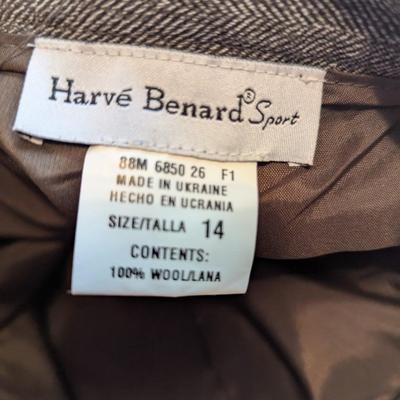 Harvé Benard® Sport
88M 6850 26 F1
MADE IN UKRAINE
HECHO EN UCRANIA
SIZE/TALLA 14
CONTENTS:
100% WOOL/LANA